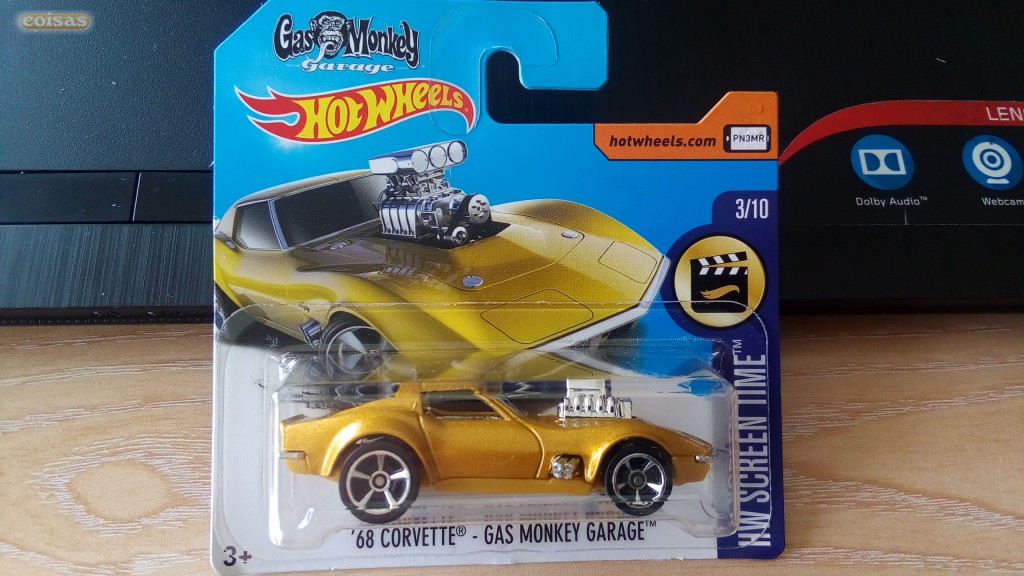 coisas
Gas Monkey
Garage
Hot Wheels
hotwheels.com
PN3MR
LEN
3/10
Dolby Audio™
Webcam
HW SCREEN TIME™
'68 CORVETTE® - GAS MONKEY GARAGE™
3+